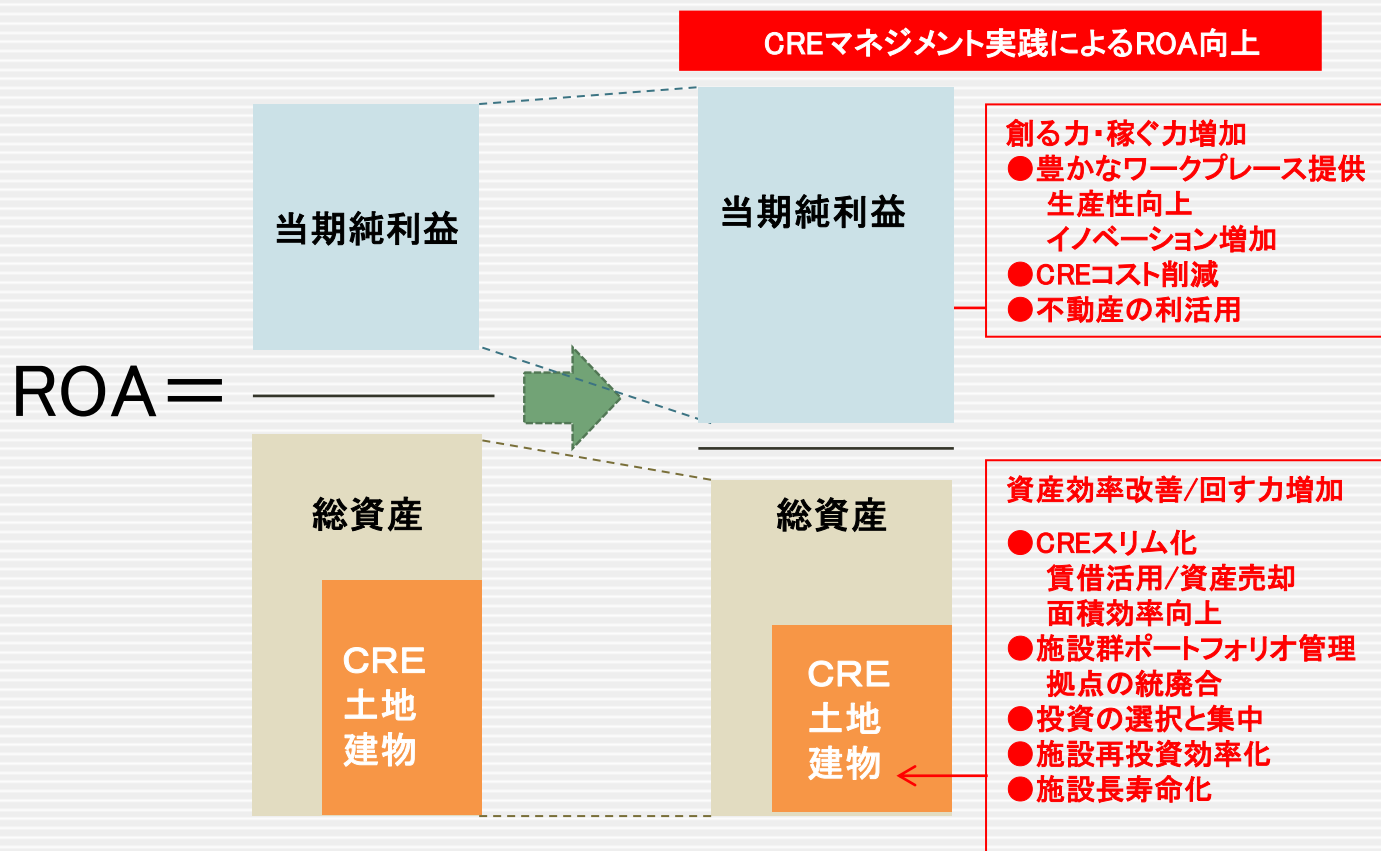 CREマネジメント実践によるROA向上
ROA＝
当期純利益
総資産
CRE
土地
建物
当期純利益
総資産
CRE
土地
建物
創る力・稼ぐ力増加
●豊かなワークプレース提供
生産性向上
イノベーション増加
●CREコスト削減
●不動産の利活用
資産効率改善/回す力増加
●CREスリム化
賃借活用/資産売却
面積効率向上
●施設群ポートフォリオ管理
拠点の統廃合
●投資の選択と集中
●施設再投資効率化
●施設長寿命化